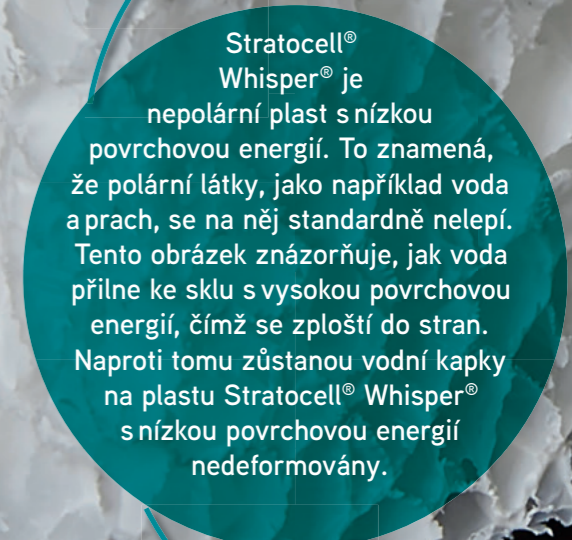 Stratocell®
Whisper® je
nepolární plast s nízkou
povrchovou energií. To znamená,
že polární látky, jako například voda
a prach, se na něj standardně nelepí.
Tento obrázek znázorňuje, jak voda
přilne ke sklu s vysokou povrchovou
energií, čímž se zploští do stran.
Naproti tomu zůstanou vodní kapky
na plastu Stratocell® Whisper®
s nízkou povrchovou energií
nedeformovány.